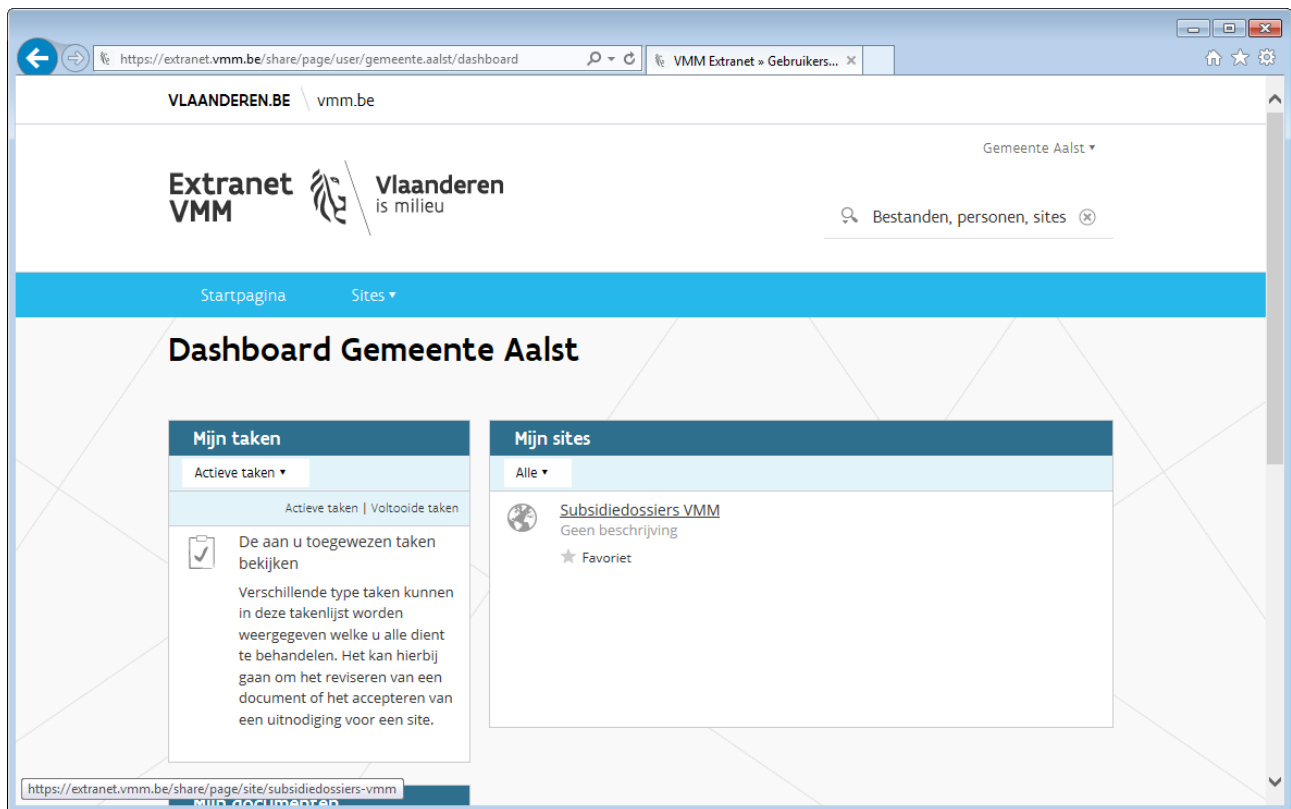 https://extranet.vmm.be/share/page/user/gemeente.aalst/dashboard
VMM Extranet » Gebruikers...
VLAANDEREN.BE vmm.be
Gemeente Aalst
Extranet VMM
Vlaanderen
is milieu
Bestanden, personen, sites
Startpagina Sites
Dashboard Gemeente Aalst
Mijn taken
Actieve taken
Actieve taken | Voltooide taken
De aan u toegewezen taken
bekijken
Verschillende type taken kunnen
in deze takenlijst worden
weergegeven welke u alle dient
te behandelen. Het kan hierbij
gaan om het reviseren van een
document of het accepteren van
een uitnodiging voor een site.
Mijn sites
Alle
Subsidiedossiers VMM
Geen beschrijving
Favoriet
https://extranet.vmm.be/share/page/site/subsidiedossiers-vmm
Mijn documenten